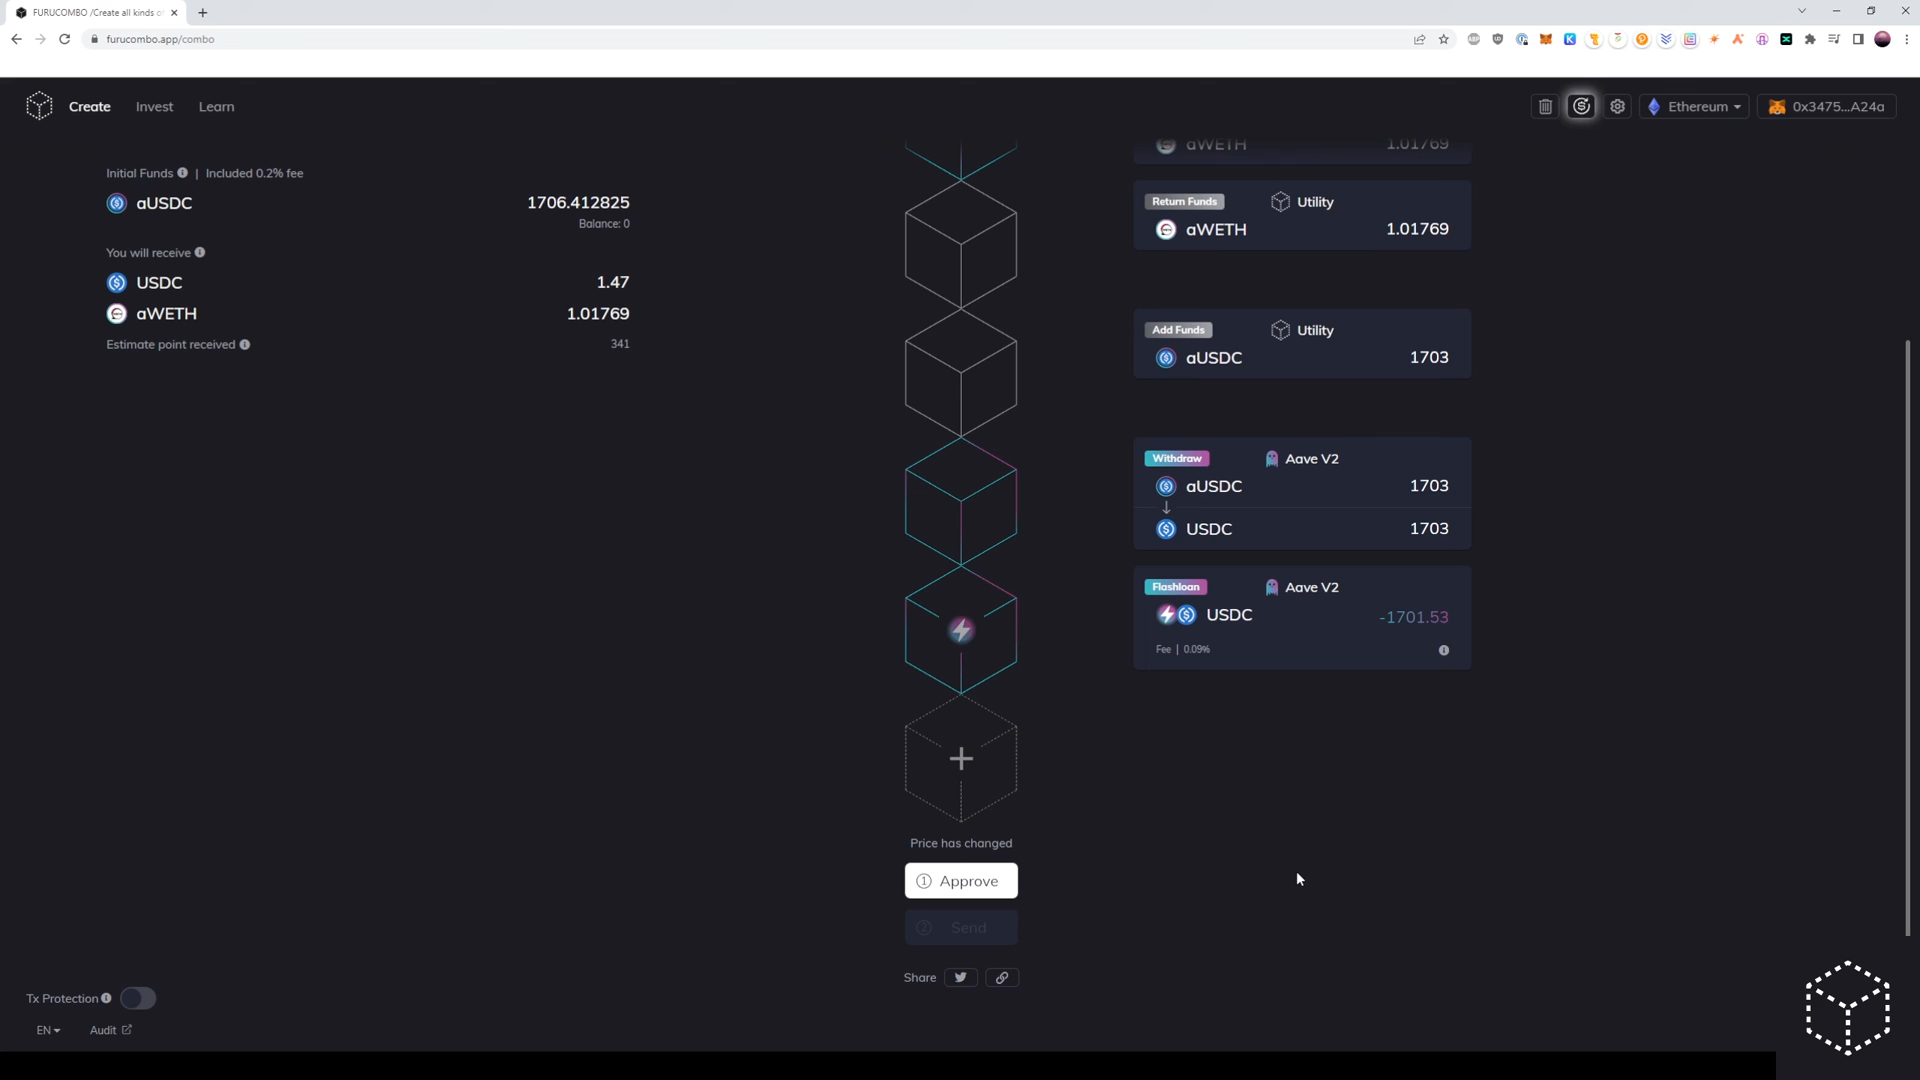 FURUCOMBO /Create all kinds o
furucombo.app/combo
Create
Invest
Learn
Ethereum
0x3475...A24a
Initial Funds | Included 0.2% fee
aUSDC 1706.412825
Balance: 0
You will receive
USDC 1.47
aWETH 1.01769
Estimate point received 341
aWETH 1.01769
Return Funds Utility
aWETH 1.01769
Add Funds Utility
aUSDC 1703
Withdraw Aave V2
aUSDC 1703
USDC 1703
Flashloan Aave V2
USDC -1701.53
Fee | 0.09%
Price has changed
1 Approve
2 Send
Share
Tx Protection
EN
Audit